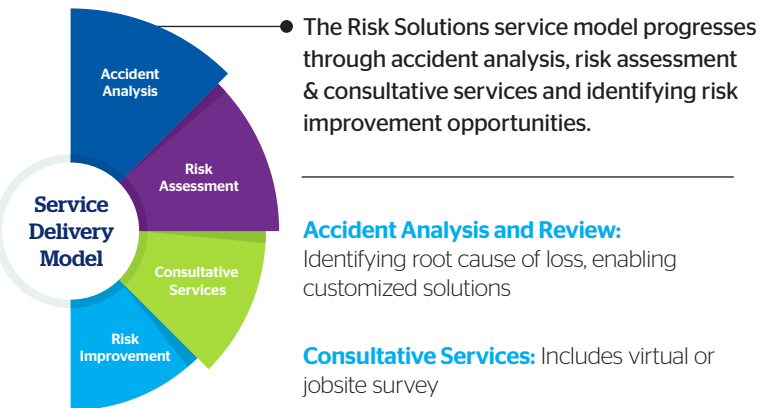 Accident
Analysis
Risk
Assessment
Service
Delivery
Model
Consultative
Services
Risk
Improvement
The Risk Solutions service model progresses
through accident analysis, risk assessment
& consultative services and identifying risk
improvement opportunities.
Accident Analysis and Review:
Identifying root cause of loss, enabling
customized solutions
Consultative Services: Includes virtual or
jobsite survey